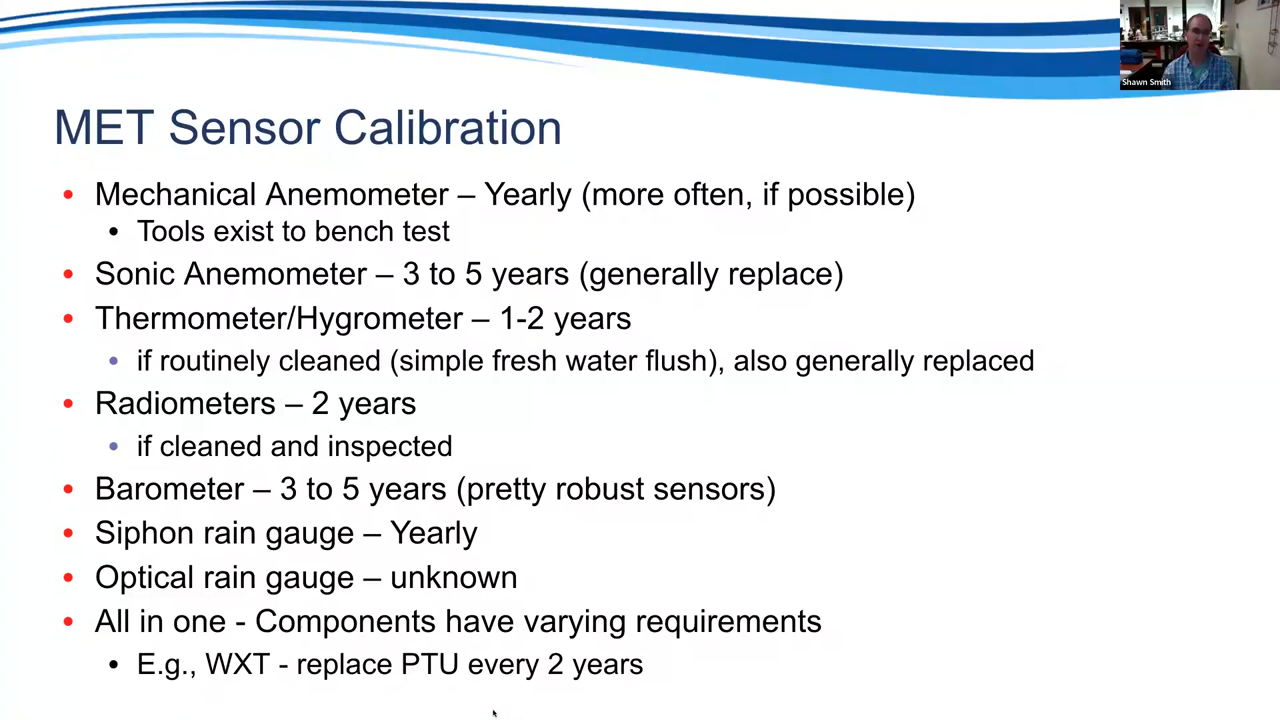 Shawn Smith
MET Sensor Calibration
• Mechanical Anemometer – Yearly (more often, if possible)
• Tools exist to bench test
• Sonic Anemometer – 3 to 5 years (generally replace)
• Thermometer/Hygrometer – 1-2 years
• if routinely cleaned (simple fresh water flush), also generally replaced
• Radiometers – 2 years
• if cleaned and inspected
• Barometer – 3 to 5 years (pretty robust sensors)
• Siphon rain gauge – Yearly
• Optical rain gauge – unknown
• All in one - Components have varying requirements
• E.g., WXT - replace PTU every 2 years